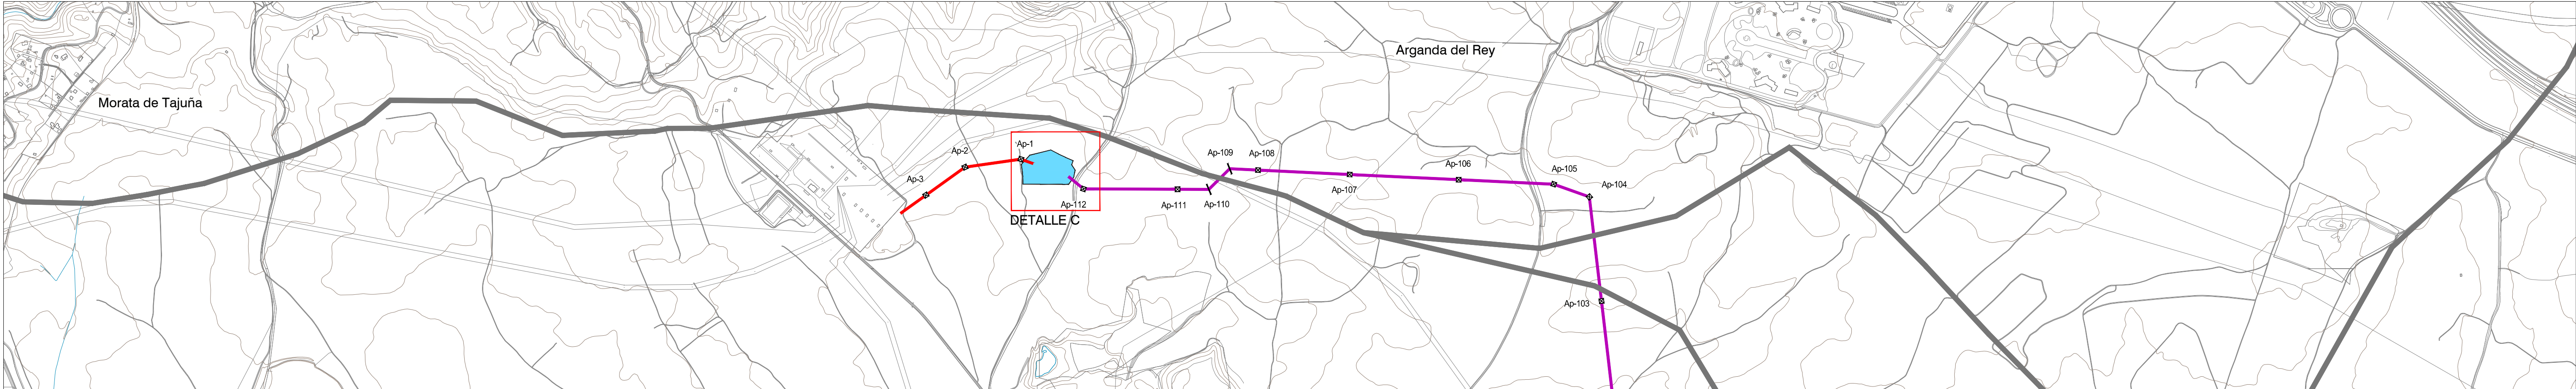 Arganda del Rey
Morata de Tajuña
Ap-1
Ap-2
Ap-3
Ap-112
DETALLE C
Ap-111
Ap-110
Ap-109
Ap-108
Ap-107
Ap-106
Ap-105
Ap-104
Ap-103